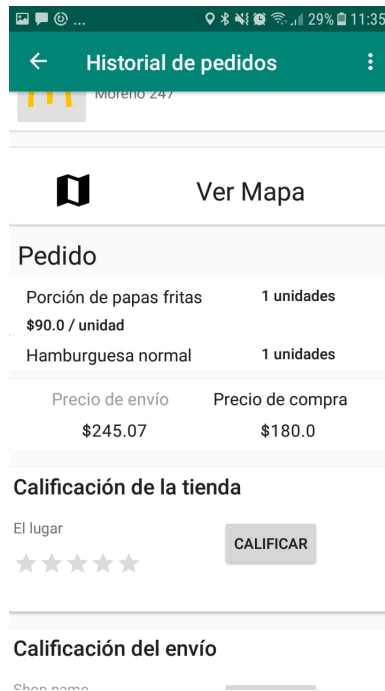 ... 29% 11:35
Historial de pedidos
Moreno 247
Ver Mapa
Pedido
Porción de papas fritas 1 unidades
$90.0 / unidad
Hamburguesa normal 1 unidades
Precio de envío Precio de compra
$245.07 $180.0
Calificación de la tienda
El lugar
CALIFICAR
Calificación del envío
Shop name